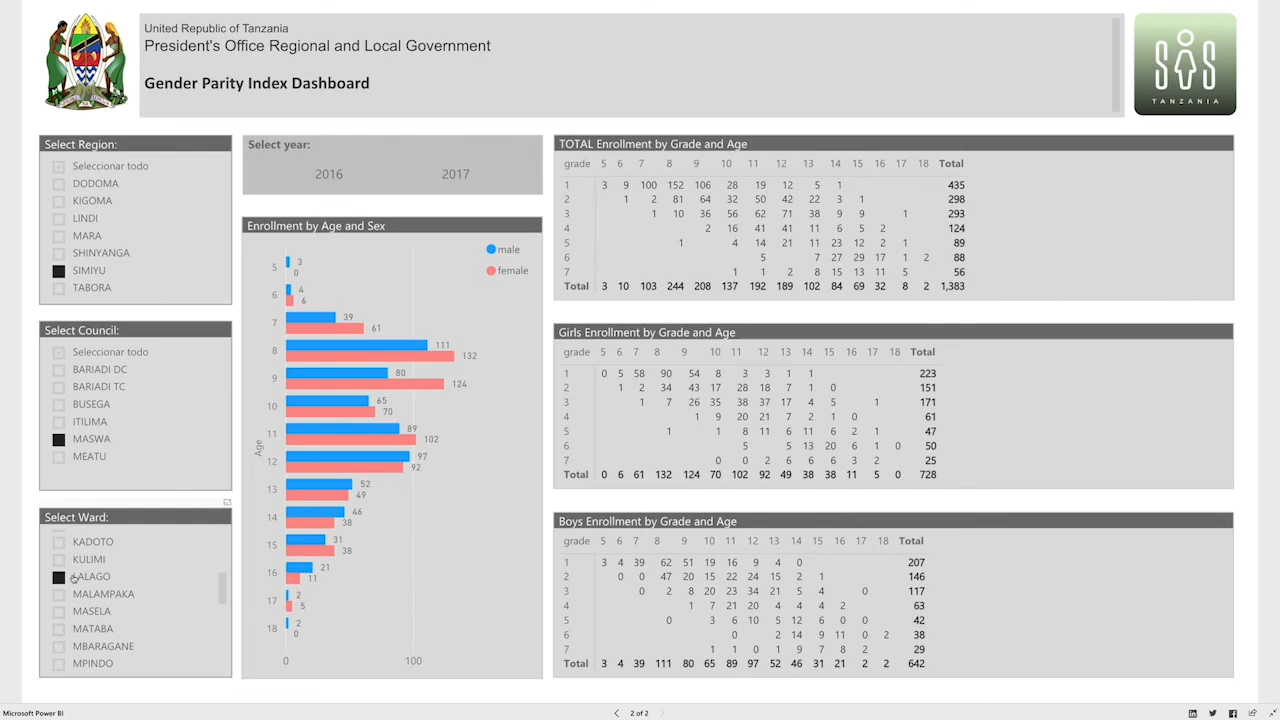 United Republic of Tanzania
President's Office Regional and Local Government
Gender Parity Index Dashboard
SIS
TANZANIA
Select Region:
Seleccionar todo
DODOMA
KIGOMA
LINDI
MARA
SHINYANGA
SIMIYU
TABORA
Select Council:
Seleccionar todo
BARIADI DC
BARIADI TC
BUSEGA
ITILIMA
MASWA
MEATU
Select Ward:
KADOTO
KULIMI
LALAGO
MALAMPAKA
MASELA
MATABA
MBARAGANE
MPINDO
Select year:
2016 2017
Enrollment by Age and Sex
male
female
Age
5 3
0
6 4
6
7 39
61
8 111
132
9 80
124
10 65
70
11 89
102
12 97
92
13 52
49
14 46
38
15 31
38
16 21
11
17 2
5
18 2
0
0 100
TOTAL Enrollment by Grade and Age
grade 5 6 7 8 9 10 11 12 13 14 15 16 17 18 Total
1 3 9 100 152 106 28 19 12 5 1 435
2 1 2 81 64 32 50 42 22 3 1 298
3 1 10 36 56 62 71 38 9 9 1 293
4 2 16 41 41 11 6 5 2 124
5 1 4 14 21 11 23 12 2 1 89
6 5 7 27 29 17 1 2 88
7 1 1 2 8 15 13 11 5 56
Total 3 10 103 244 208 137 192 189 102 84 69 32 8 2 1,383
Girls Enrollment by Grade and Age
grade 5 6 7 8 9 10 11 12 13 14 15 16 17 18 Total
1 0 5 58 90 54 8 3 3 1 1 223
2 1 2 34 43 17 28 18 7 1 0 151
3 1 7 26 35 38 37 17 4 5 1 171
4 1 9 20 21 7 2 1 0 61
5 1 1 8 11 6 11 6 2 1 47
6 5 5 13 20 6 1 0 50
7 0 0 2 6 6 6 3 2 25
Total 0 6 61 132 124 70 102 92 49 38 38 11 5 0 728
Boys Enrollment by Grade and Age
grade 5 6 7 8 9 10 11 12 13 14 15 16 17 18 Total
1 3 4 39 62 51 19 16 9 4 0 207
2 0 0 47 20 15 22 24 15 2 1 146
3 0 2 8 20 23 34 21 5 4 0 117
4 1 7 21 20 4 4 4 2 63
5 0 3 6 10 5 12 6 0 0 42
6 0 2 14 9 11 0 2 38
7 1 1 0 1 9 7 8 2 29
Total 3 4 39 111 80 65 89 97 52 46 31 21 2 2 642
Microsoft Power BI
2 of 2